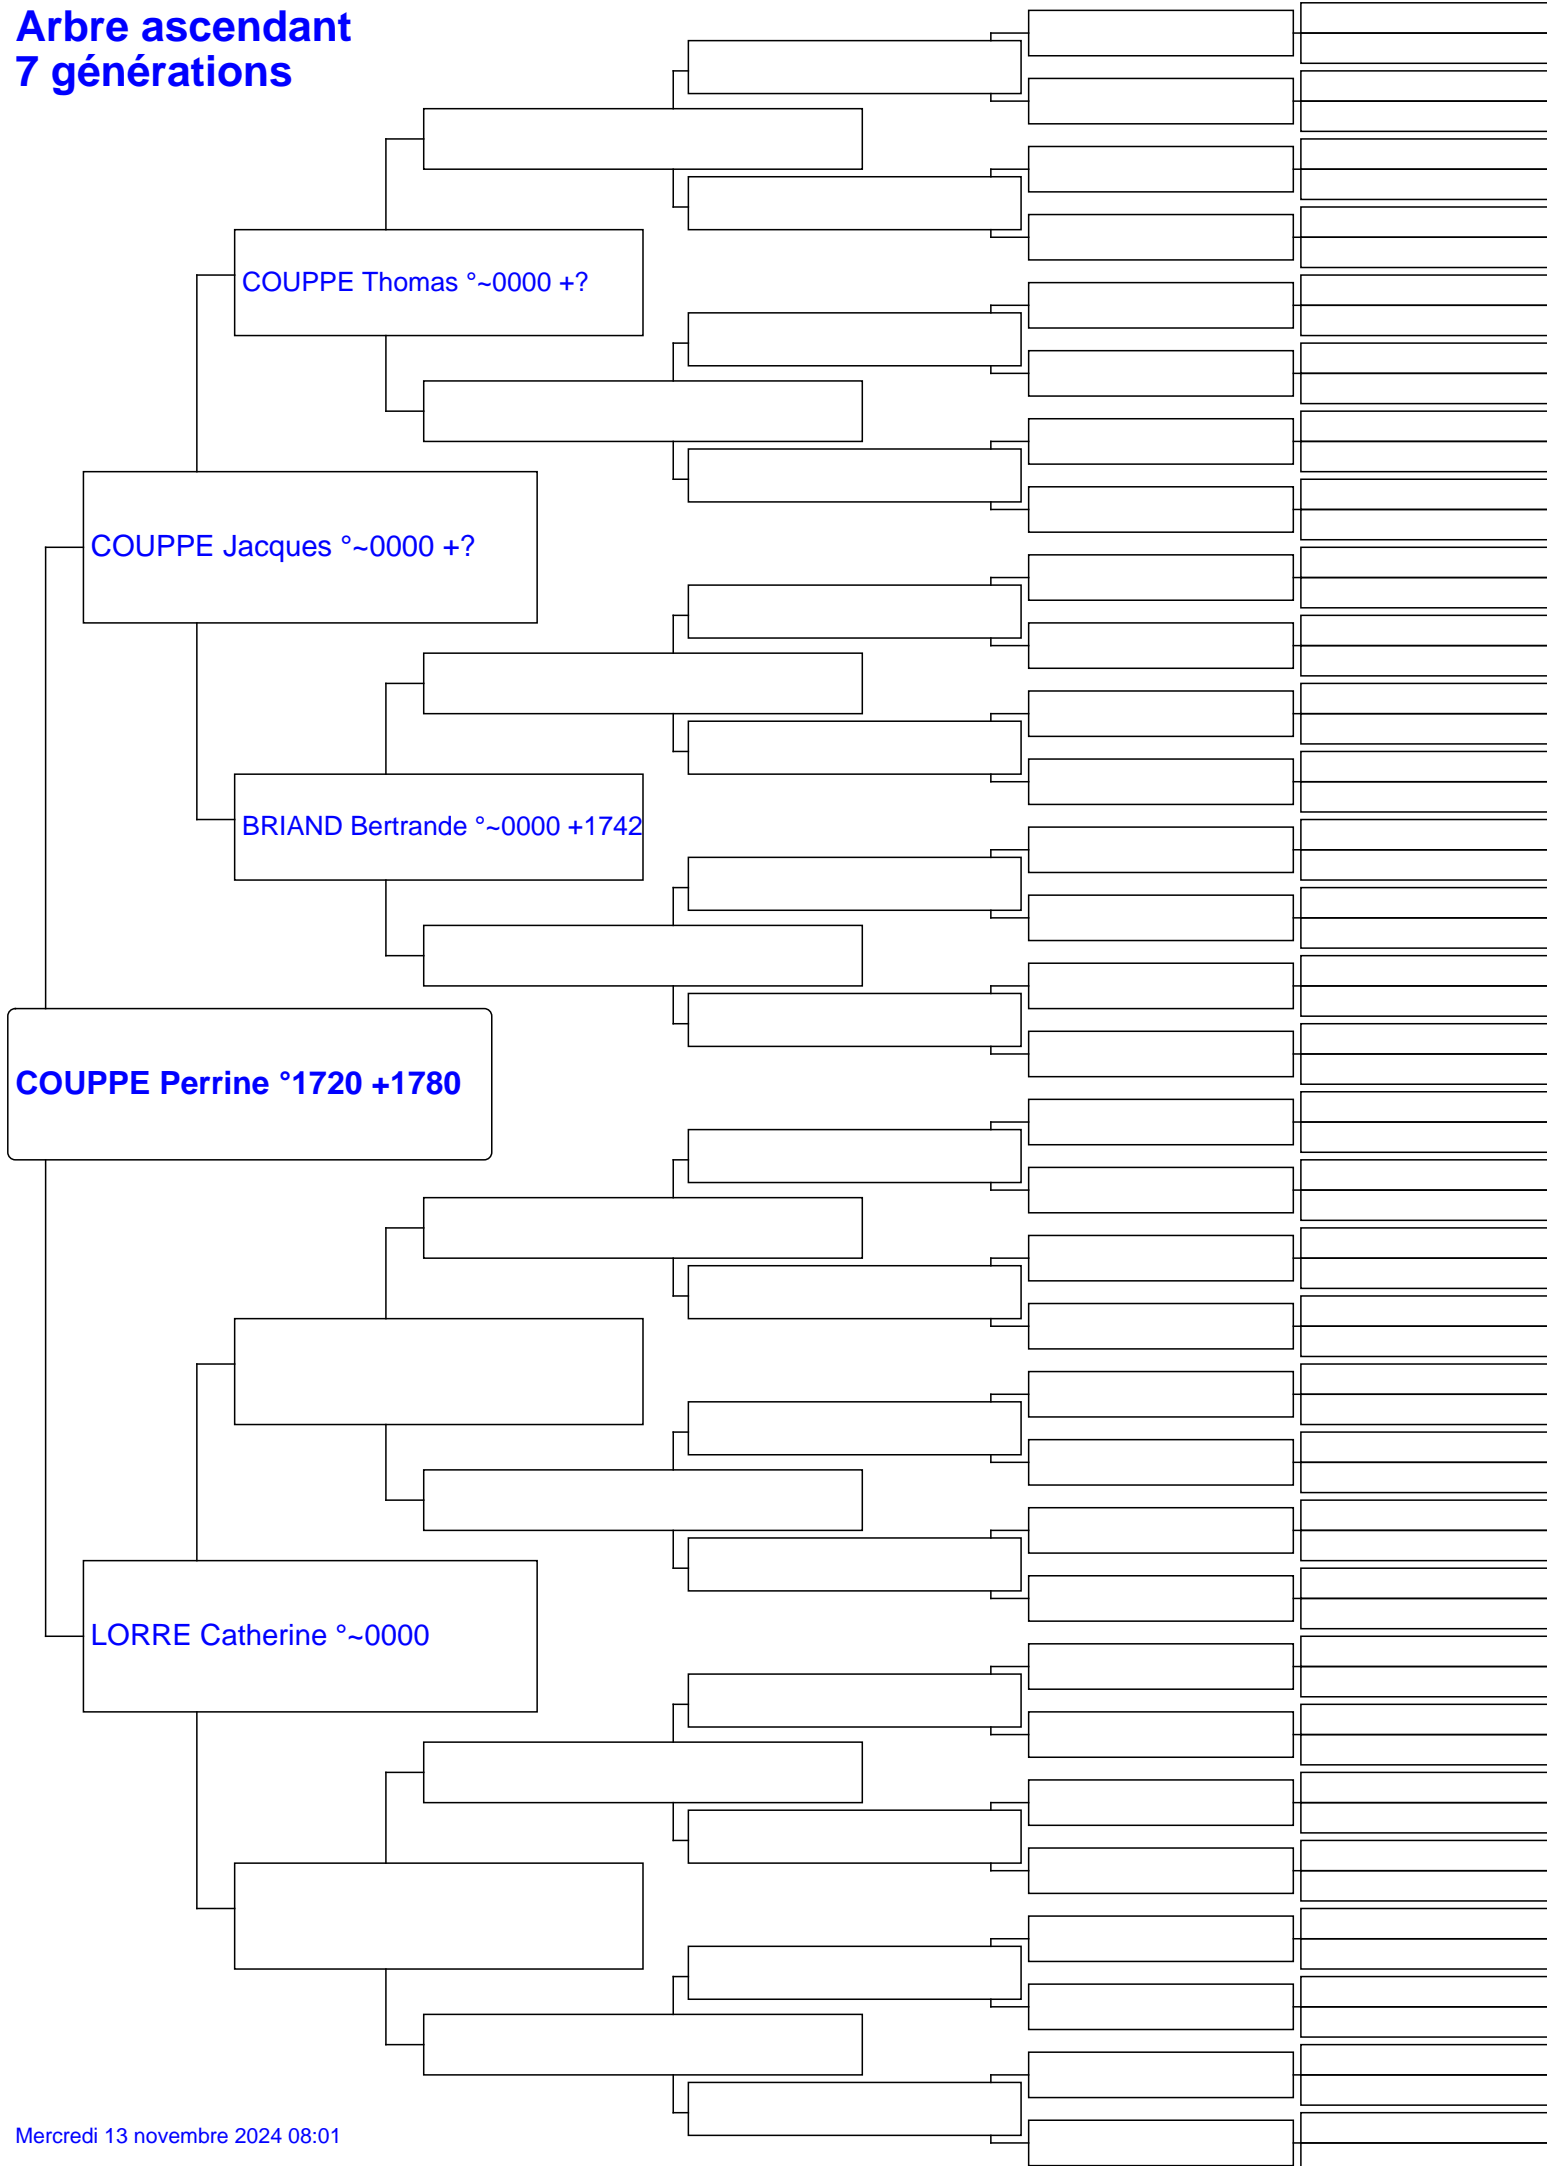 Arbre ascendant
7 générations
COUPPE Thomas °~0000 +?
COUPPE Jacques °~0000 +?
BRIAND Bertrande °~0000 +1742
COUPPE Perrine °1720 +1780
LORRE Catherine °~0000
Mercredi 13 novembre 2024 08:01